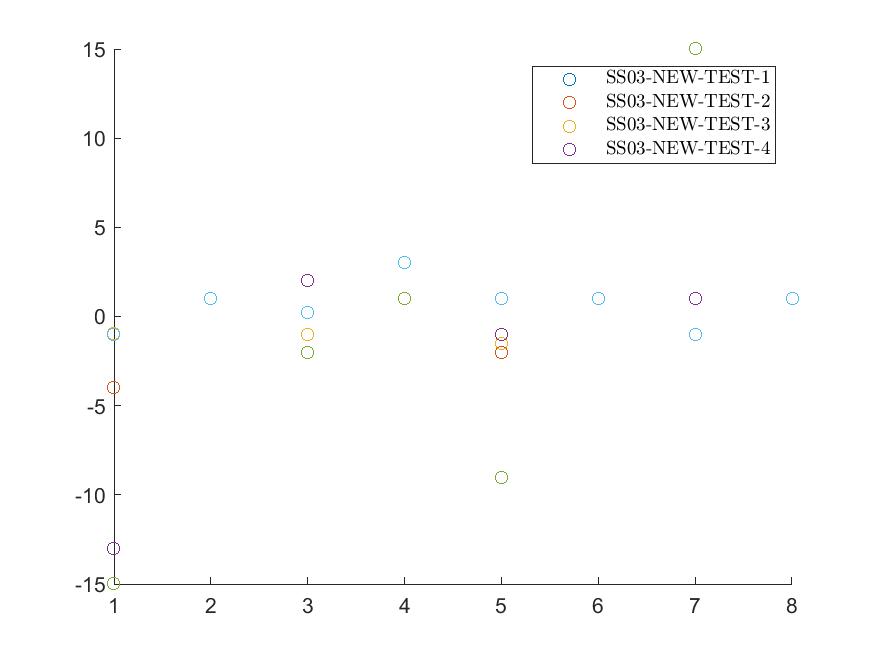 15
10
5
0
-5
-10
-15
1 2 3 4 5 6 7 8
SS03-NEW-TEST-1
SS03-NEW-TEST-2
SS03-NEW-TEST-3
SS03-NEW-TEST-4